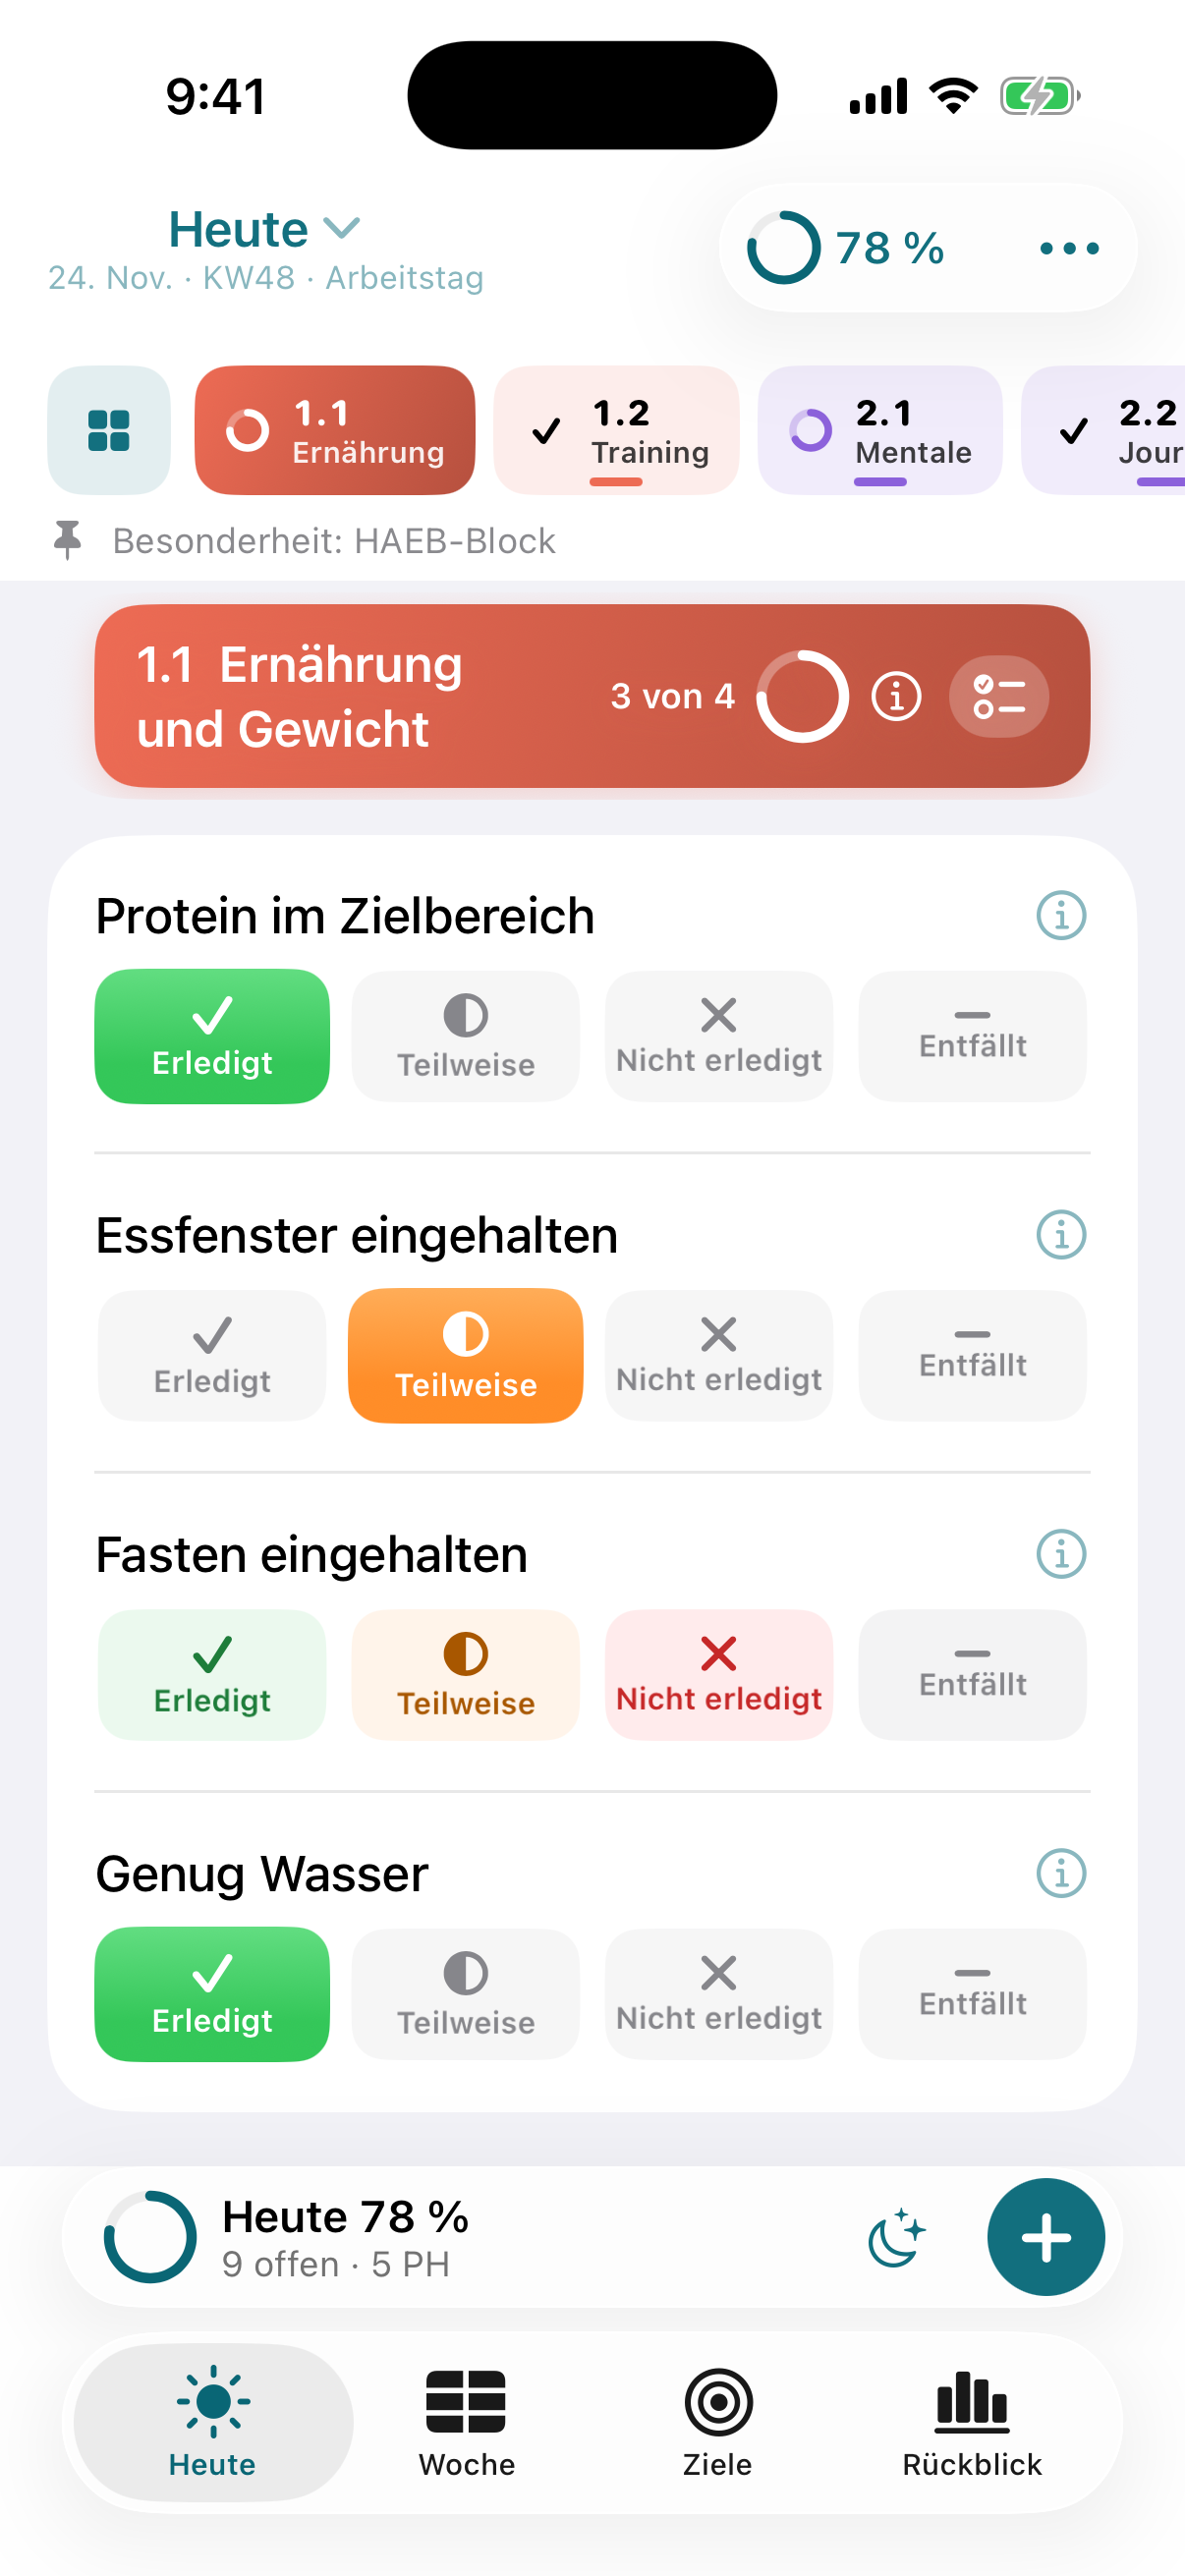 9:41
Heute
24. Nov. · KW48 · Arbeitstag
78 %
1.1
Ernährung
1.2
Training
2.1
Mentale
2.2
Jour
Besonderheit: HAEB-Block
1.1 Ernährung
und Gewicht
3 von 4
Protein im Zielbereich
Erledigt
Teilweise
Nicht erledigt
Entfällt
Essfenster eingehalten
Erledigt
Teilweise
Nicht erledigt
Entfällt
Fasten eingehalten
Erledigt
Teilweise
Nicht erledigt
Entfällt
Genug Wasser
Erledigt
Teilweise
Nicht erledigt
Entfällt
Heute 78 %
9 offen · 5 PH
Heute
Woche
Ziele
Rückblick